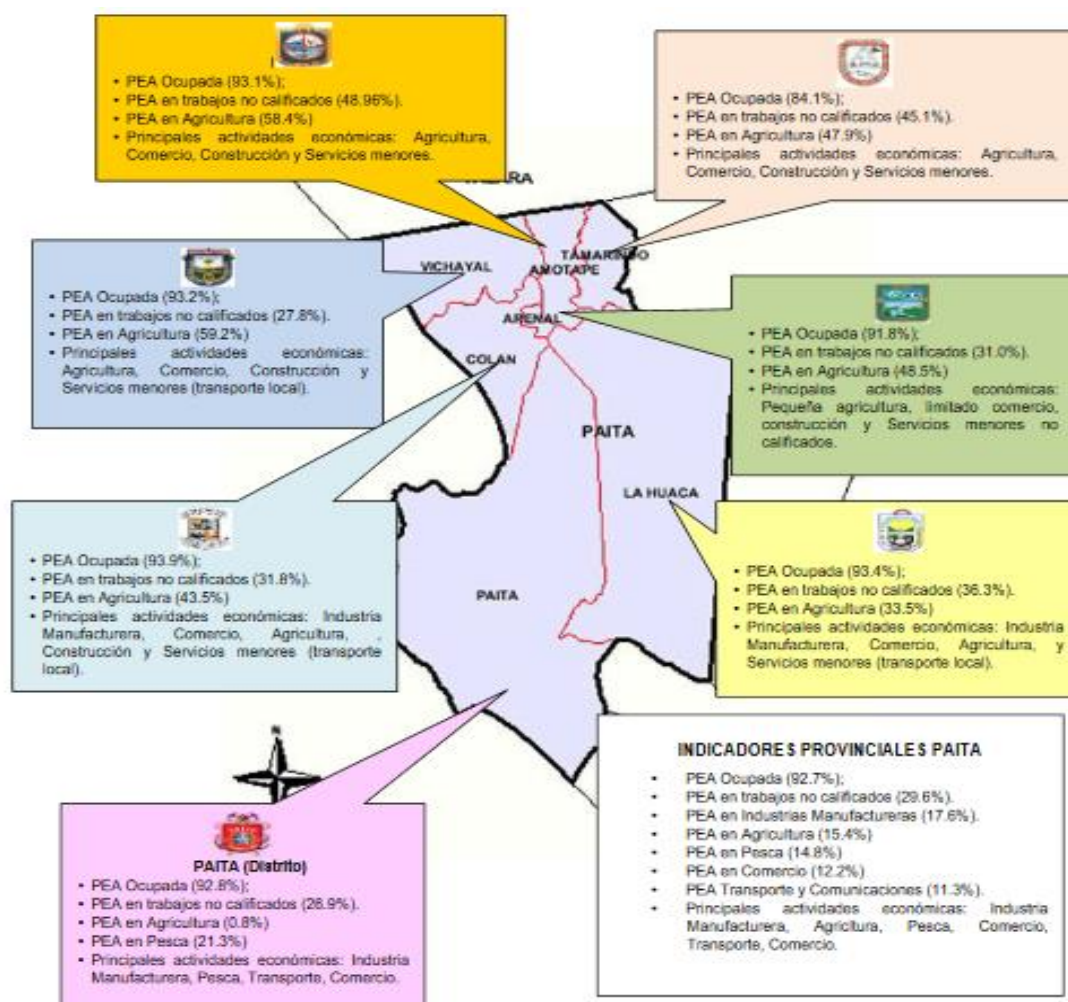 • PEA Ocupada (93.1%);
• PEA en trabajos no calificados (48.96%).
• PEA en Agricultura (58.4%)
• Principales actividades económicas: Agricultura,
Comercio, Construcción y Servicios menores.
• PEA Ocupada (84.1%);
• PEA en trabajos no calificados (45.1%).
• PEA en Agricultura (47.9%)
• Principales actividades económicas: Agricultura,
Comercio, Construcción y Servicios menores.
VICHAYAL
TAMARINDO
AMOTAPE
ARENAL
COLAN
PAITA
LA HUACA
PAITA
• PEA Ocupada (93.2%);
• PEA en trabajos no calificados (27.8%).
• PEA en Agricultura (59.2%)
• Principales actividades económicas:
Agricultura, Comercio, Construcción y
Servicios menores (transporte local).
• PEA Ocupada (91.8%);
• PEA en trabajos no calificados (31.0%).
• PEA en Agricultura (48.5%)
• Principales actividades económicas:
Pequeña agricultura, limitado comercio,
construcción y Servicios menores no
calificados.
• PEA Ocupada (93.9%);
• PEA en trabajos no calificados (31.8%).
• PEA en Agricultura (43.5%)
• Principales actividades económicas: Industria
Manufacturera, Comercio, Agricultura, ,
Construcción y Servicios menores (transporte
local).
• PEA Ocupada (93.4%);
• PEA en trabajos no calificados (36.3%).
• PEA en Agricultura (33.5%)
• Principales actividades económicas: Industria
Manufacturera, Comercio, Agricultura, y
Servicios menores (transporte local).
N
PAITA (Distrito)
• PEA Ocupada (92.8%);
• PEA en trabajos no calificados (26.9%).
• PEA en Agricultura (0.8%)
• PEA en Pesca (21.3%)
• Principales actividades económicas: Industria
Manufacturera, Pesca, Transporte, Comercio.
INDICADORES PROVINCIALES PAITA
• PEA Ocupada (92.7%);
• PEA en trabajos no calificados (29.6%).
• PEA en Industrias Manufactureras (17.6%).
• PEA en Agricultura (15.4%)
• PEA en Pesca (14.8%)
• PEA en Comercio (12.2%)
• PEA Transporte y Comunicaciones (11.3%).
• Principales actividades económicas: Industria
Manufacturera, Agricltura, Pesca, Comercio,
Transporte, Comercio.